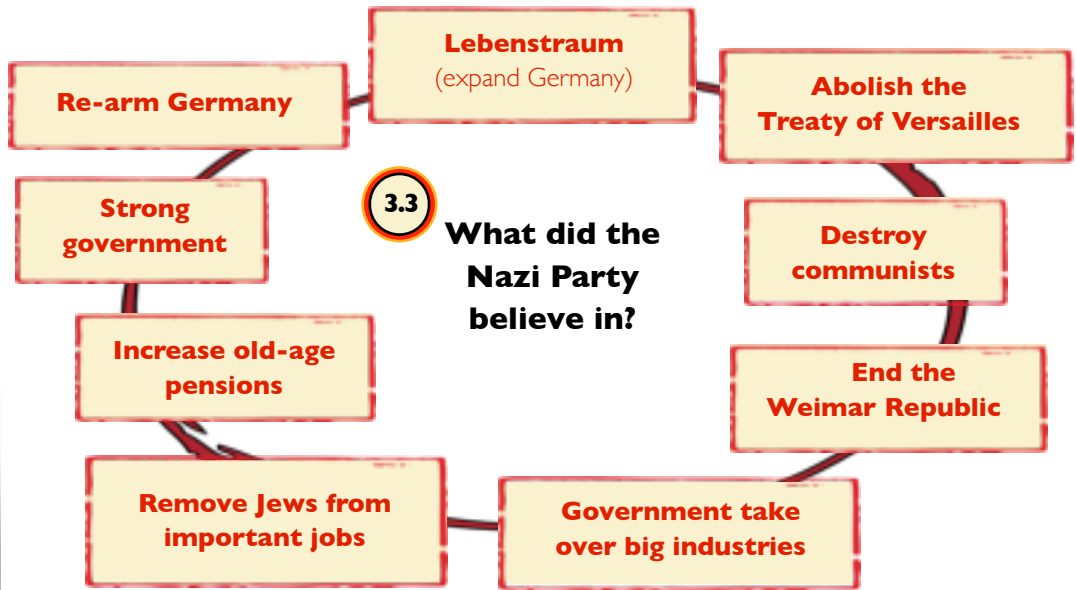 Lebenstraum
(expand Germany)
Re-arm Germany
Abolish the
Treaty of Versailles
Strong
government
3.3
What did the
Nazi Party
believe in?
Destroy
communists
Increase old-age
pensions
End the
Weimar Republic
Remove Jews from
important jobs
Government take
over big industries